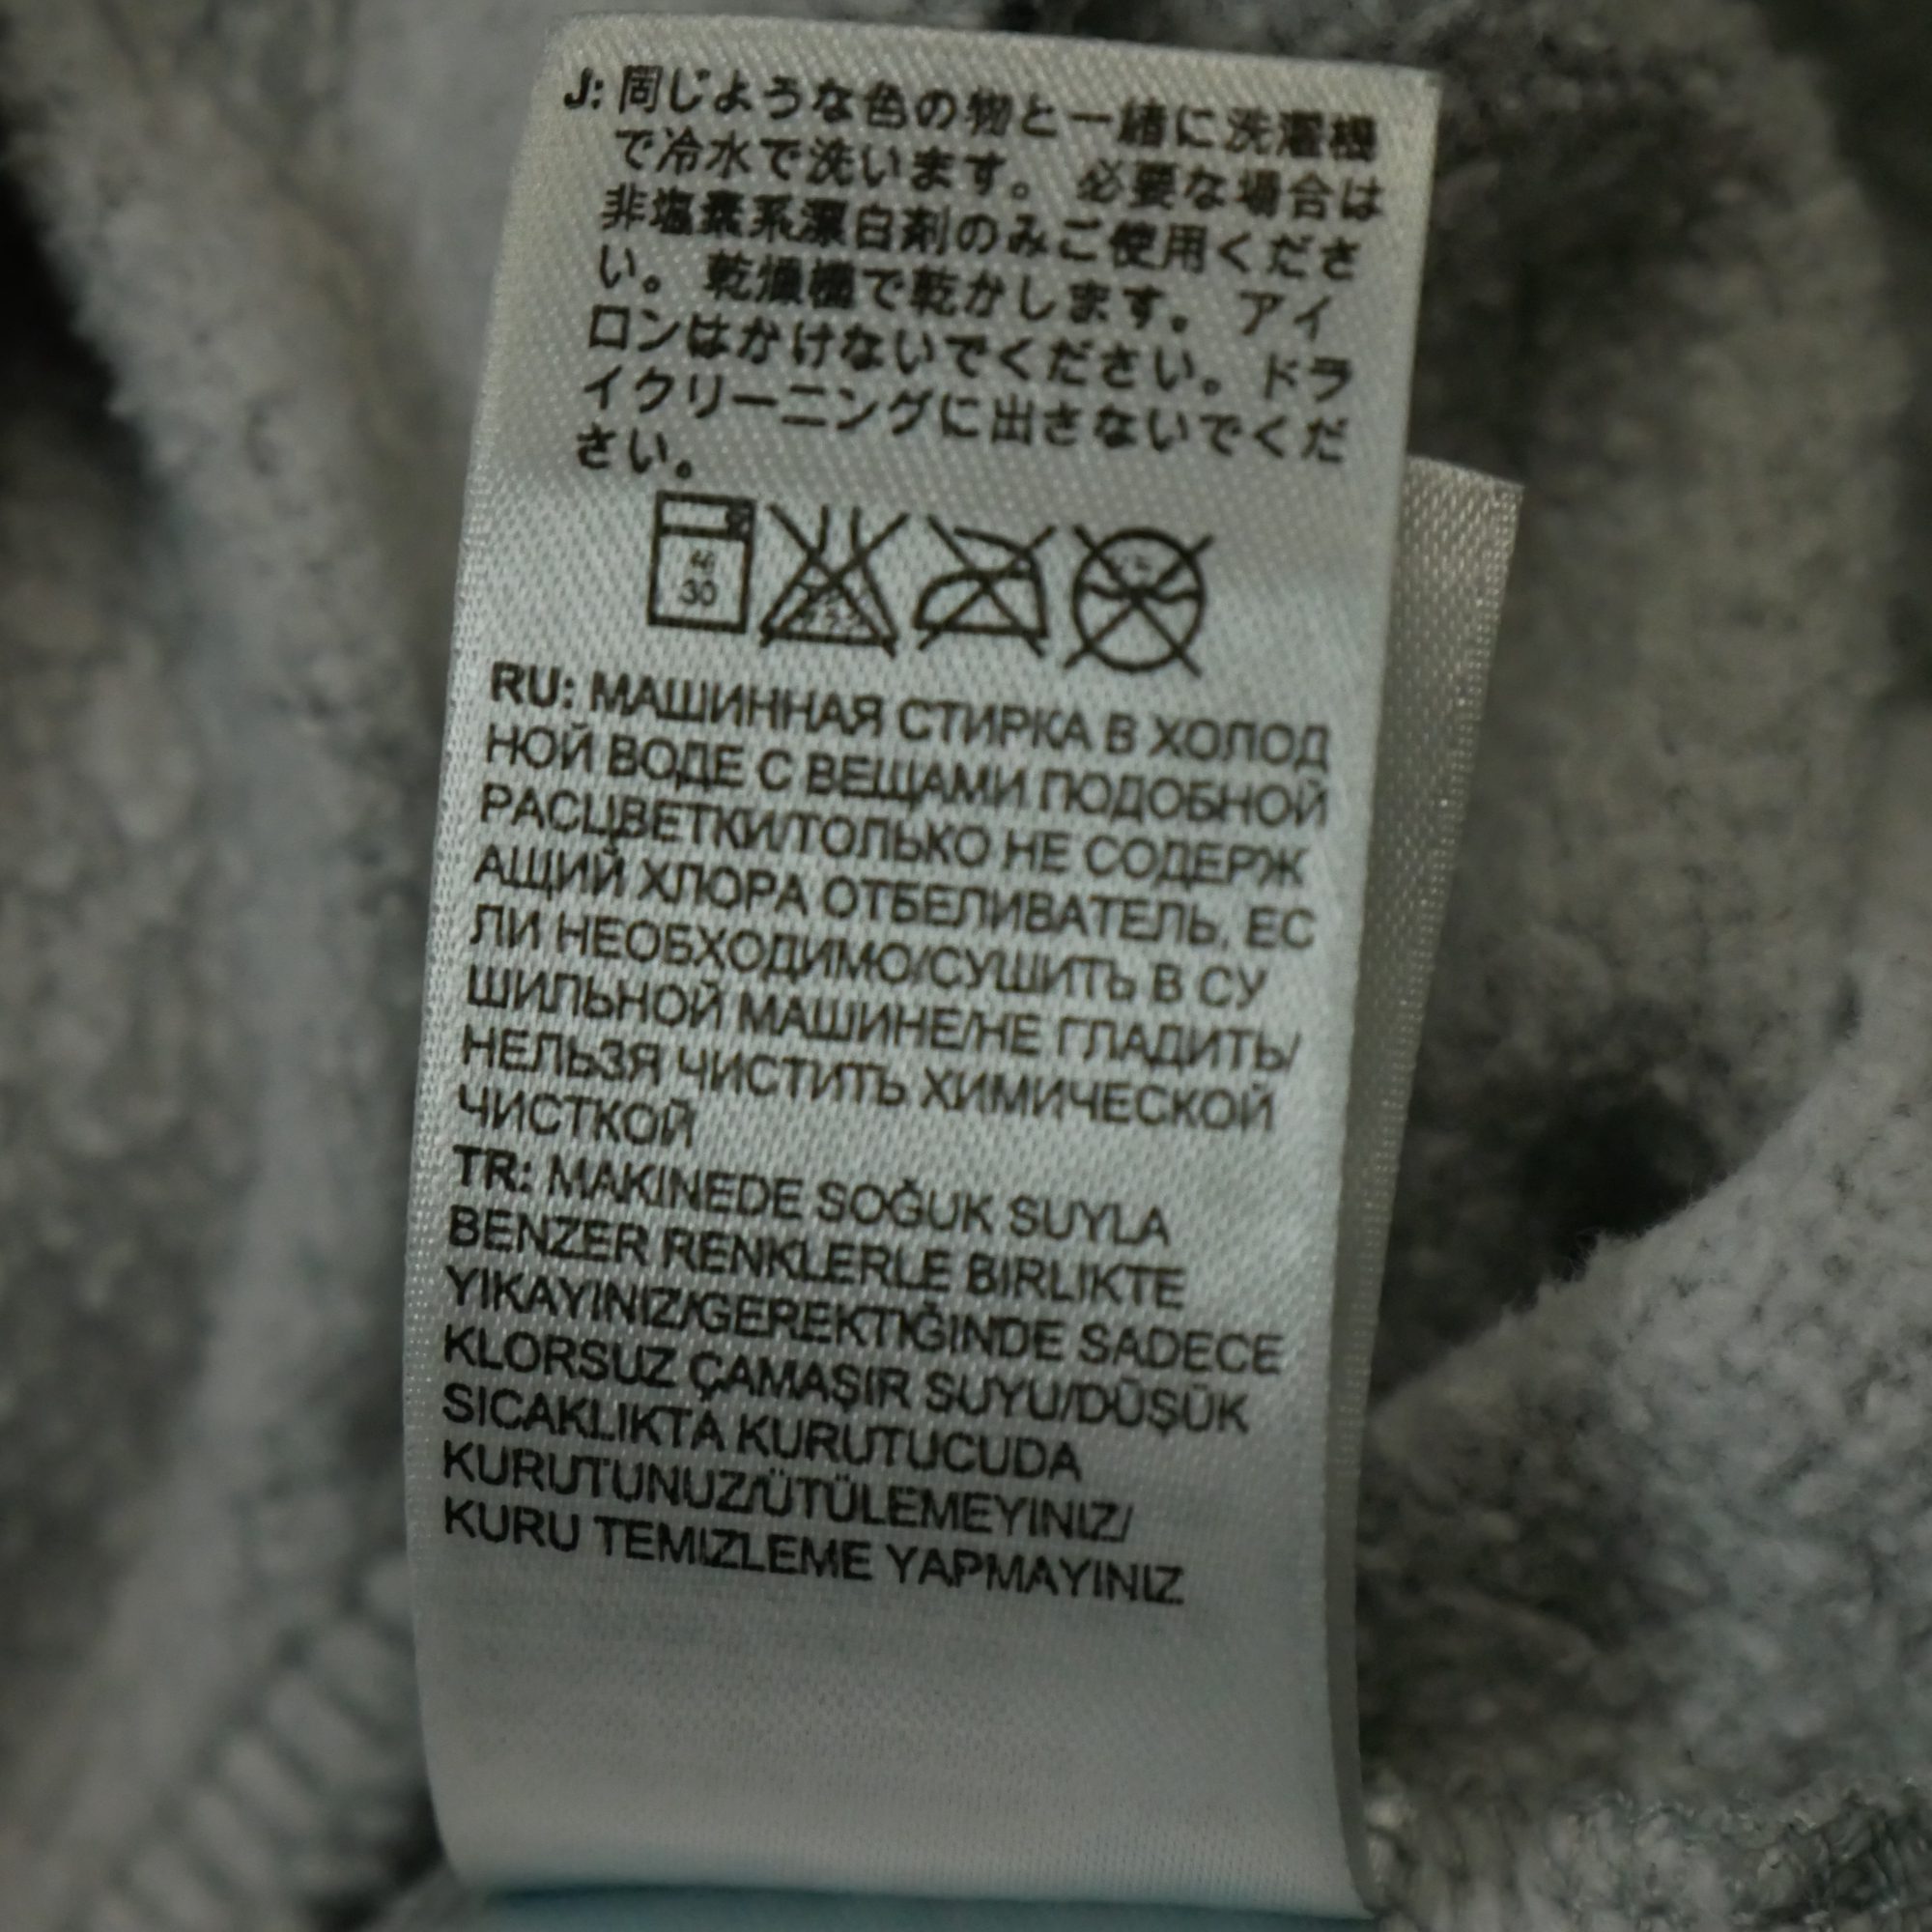 J: 同じような色の物と一緒に洗濯機
で冷水で洗います。 必要な場合は
非塩素系漂白剤のみご使用くださ
い。 乾燥機で乾かします。 アイ
ロンはかけないでください。ドラ
イクリーニングに出さないでくだ
さい。
30
RU: МАШИННАЯ СТИРКА В ХОЛОД
НОЙ ВОДЕ С ВЕЩАМИ ПОДОБНОЙ
РАСЦВЕТКИ/ТОЛЬКО НЕ СОДЕРЖ
АЩИЙ ХЛОРА ОТБЕЛИВАТЕЛЬ, ЕС
ЛИ НЕОБХОДИМО/СУШИТЬ В СУ
ШИЛЬНОЙ МАШИНЕ/НЕ ГЛАДИТЬ/
НЕЛЬЗЯ ЧИСТИТЬ ХИМИЧЕСКОЙ
ЧИСТКОЙ
TR: MAKINEDE SOĞUK SUYLA
BENZER RENKLERLE BIRLIKTE
YIKAYINIZ/GEREKTIĞINDE SADECE
KLORSUZ ÇAMAŞIR SUYU/DÜŞÜK
SICAKLIKTA KURUTUCUDA
KURUTUNUZ/ÜTÜLEMEYINIZ/
KURU TEMIZLEME YAPMAYINIZ